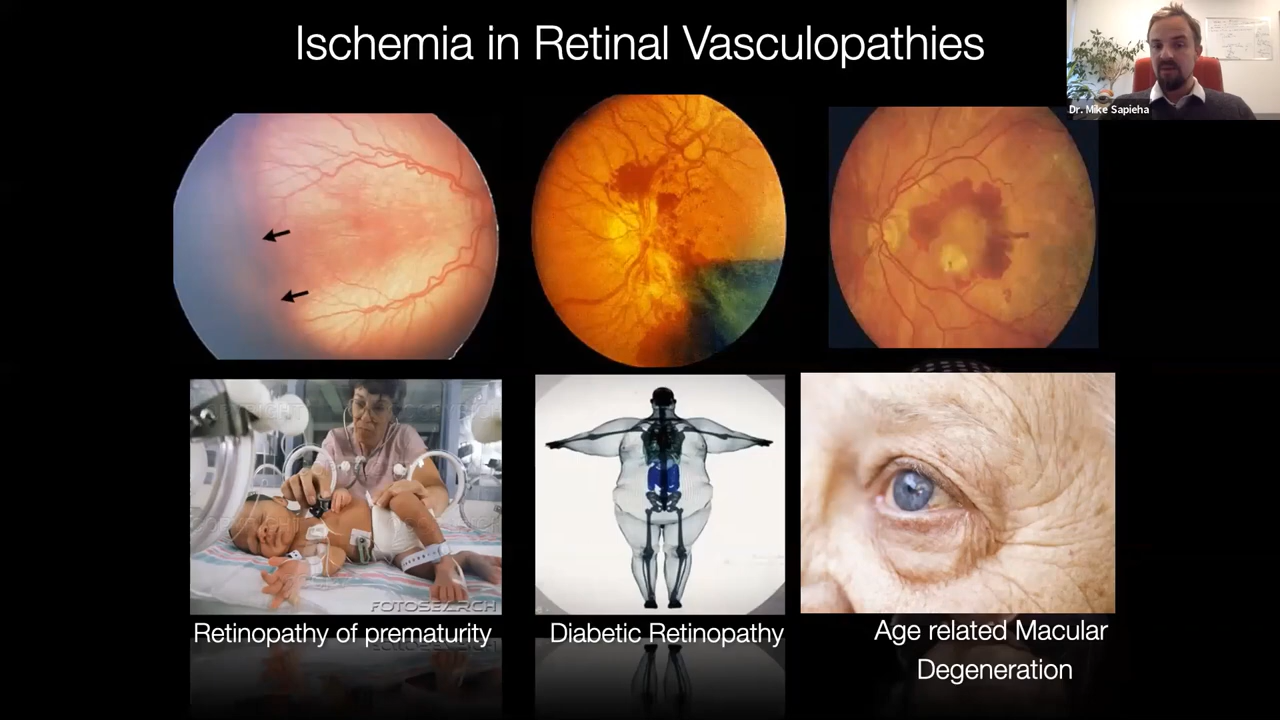 Ischemia in Retinal Vasculopathies
Dr. Mike Sapieha
FOTOSEARCH
Retinopathy of prematurity
Diabetic Retinopathy
Age related Macular
Degeneration